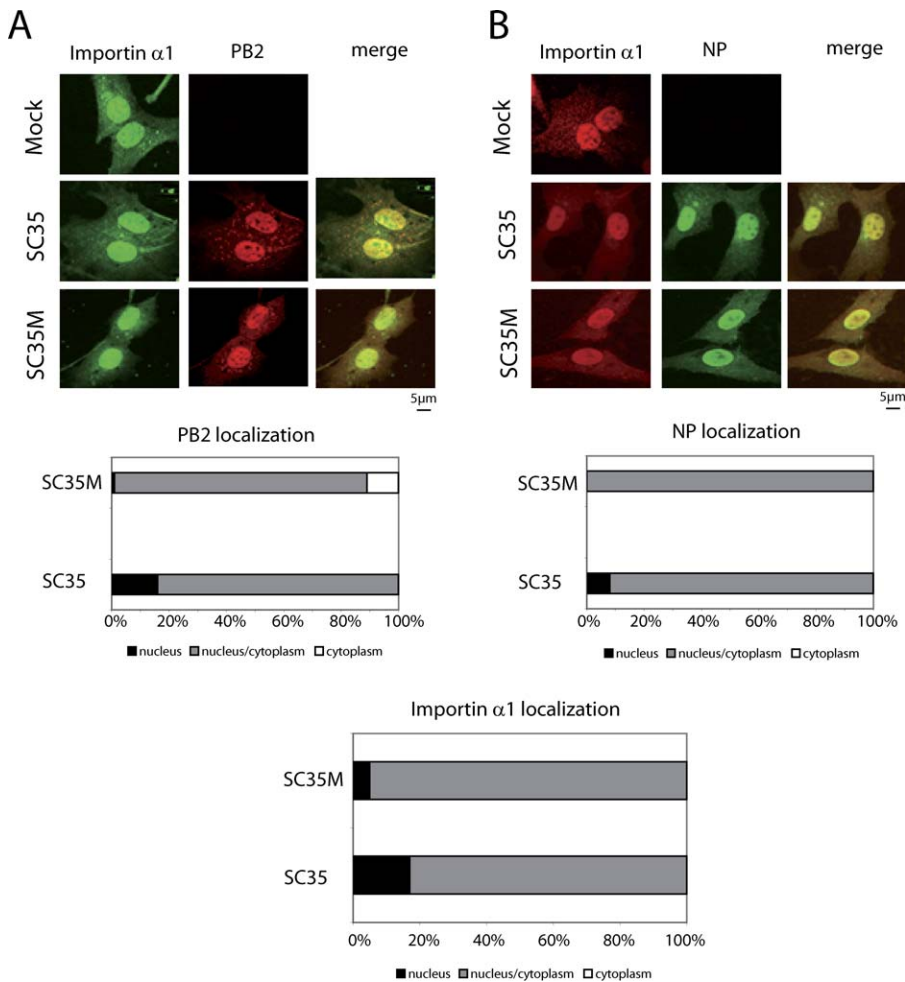 A
B
Importin α1 PB2 merge
Importin α1 NP merge
Mock
SC35
SC35M
5µm
Mock
SC35
SC35M
5µm
PB2 localization
SC35M
SC35
0% 20% 40% 60% 80% 100%
nucleus nucleus/cytoplasm cytoplasm
NP localization
SC35M
SC35
0% 20% 40% 60% 80% 100%
nucleus nucleus/cytoplasm cytoplasm
Importin α1 localization
SC35M
SC35
0% 20% 40% 60% 80% 100%
nucleus nucleus/cytoplasm cytoplasm